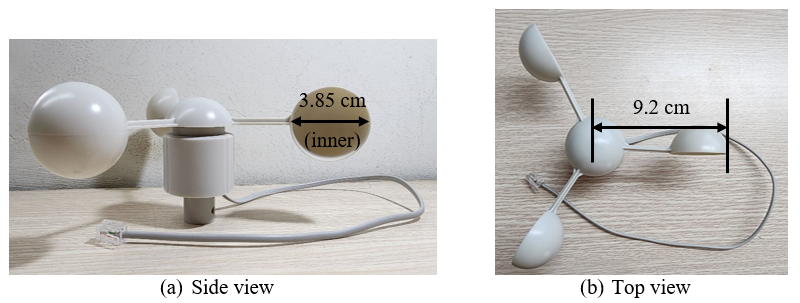 3.85 cm
(inner)
9.2 cm
(a) Side view
(b) Top view